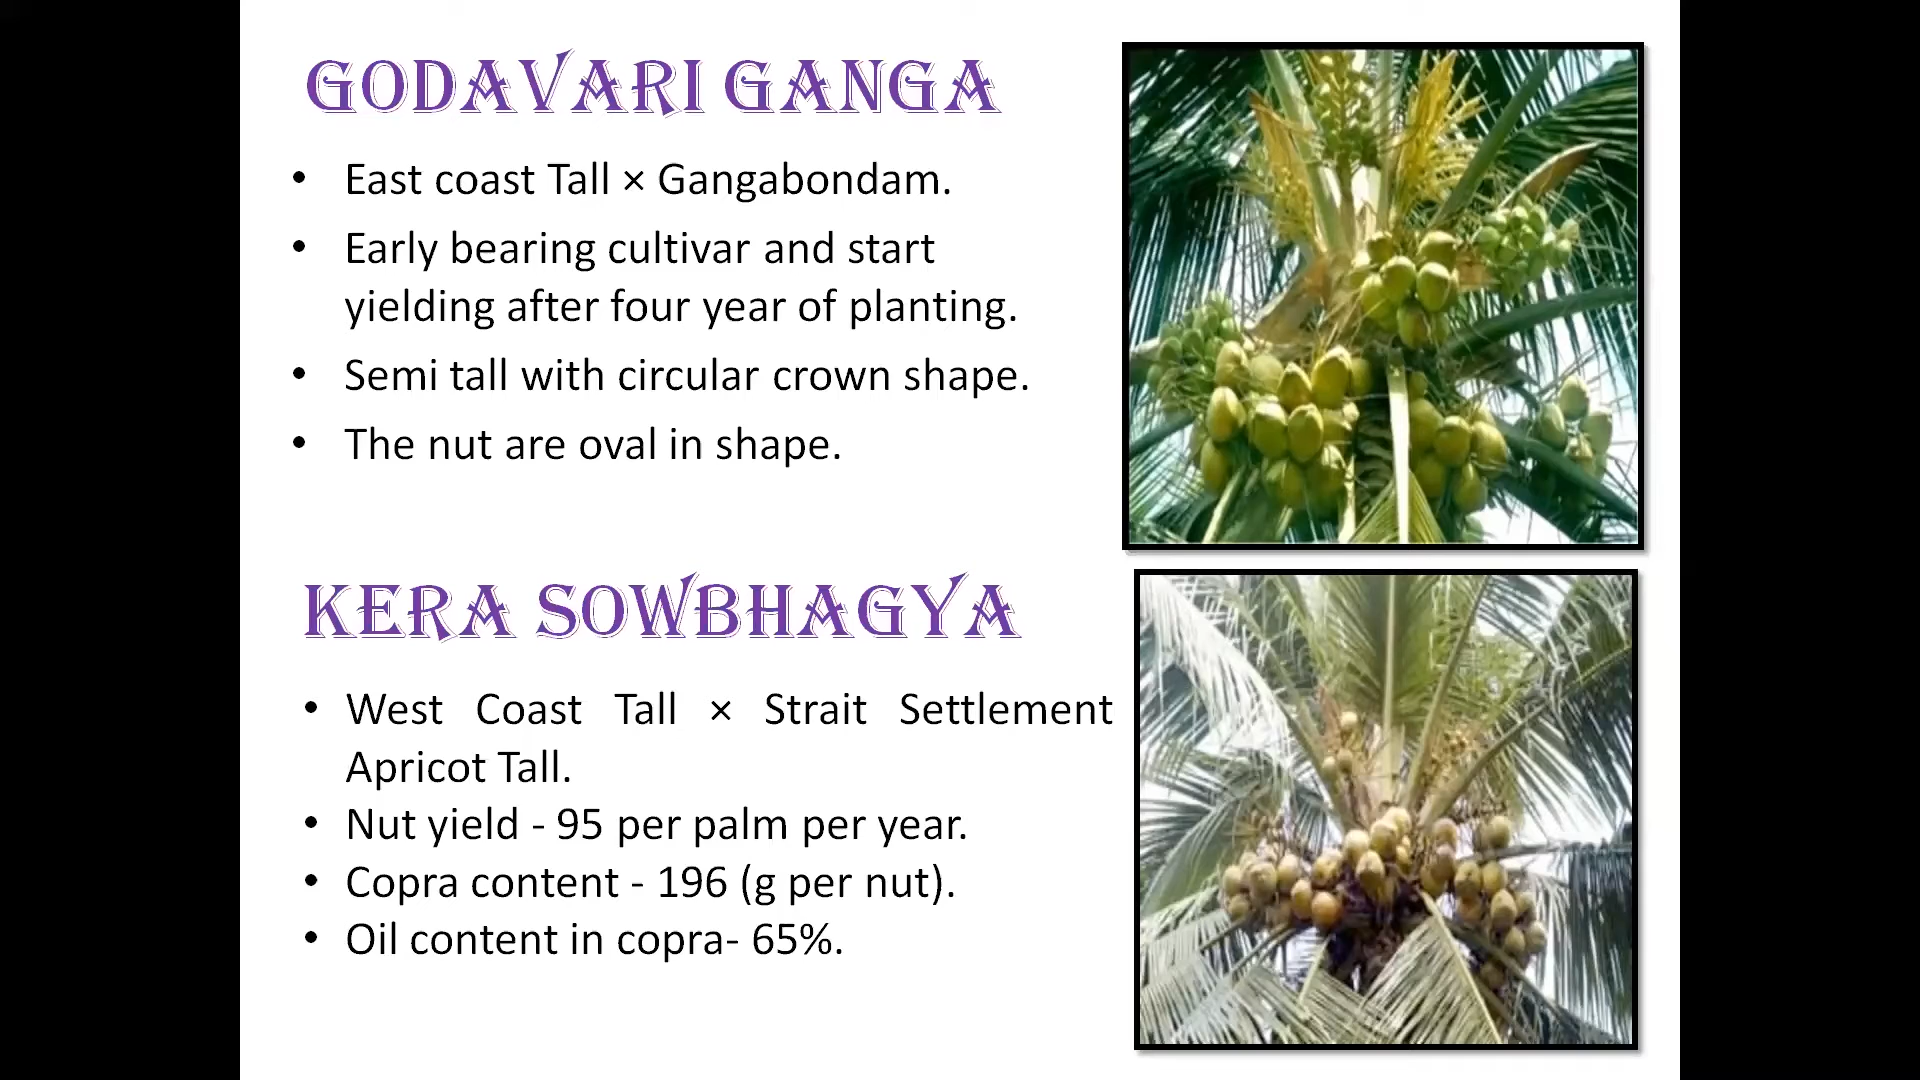 GODAVARI GANGA
• East coast Tall × Gangabondam.
• Early bearing cultivar and start
yielding after four year of planting.
• Semi tall with circular crown shape.
• The nut are oval in shape.
KERA SOWBHAGYA
• West Coast Tall × Strait Settlement
Apricot Tall.
• Nut yield - 95 per palm per year.
• Copra content - 196 (g per nut).
• Oil content in copra- 65%.